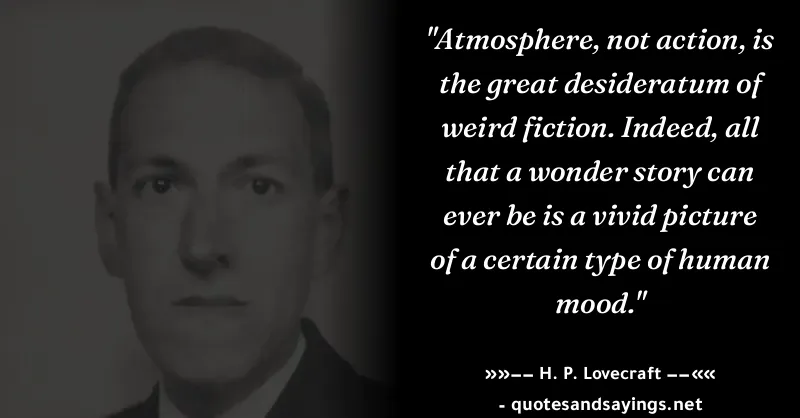 "Atmosphere, not action, is
the great desideratum of
weird fiction. Indeed, all
that a wonder story can
ever be is a vivid picture
of a certain type of human
mood."
»»−− H. P. Lovecraft −−««
- quotesandsayings.net